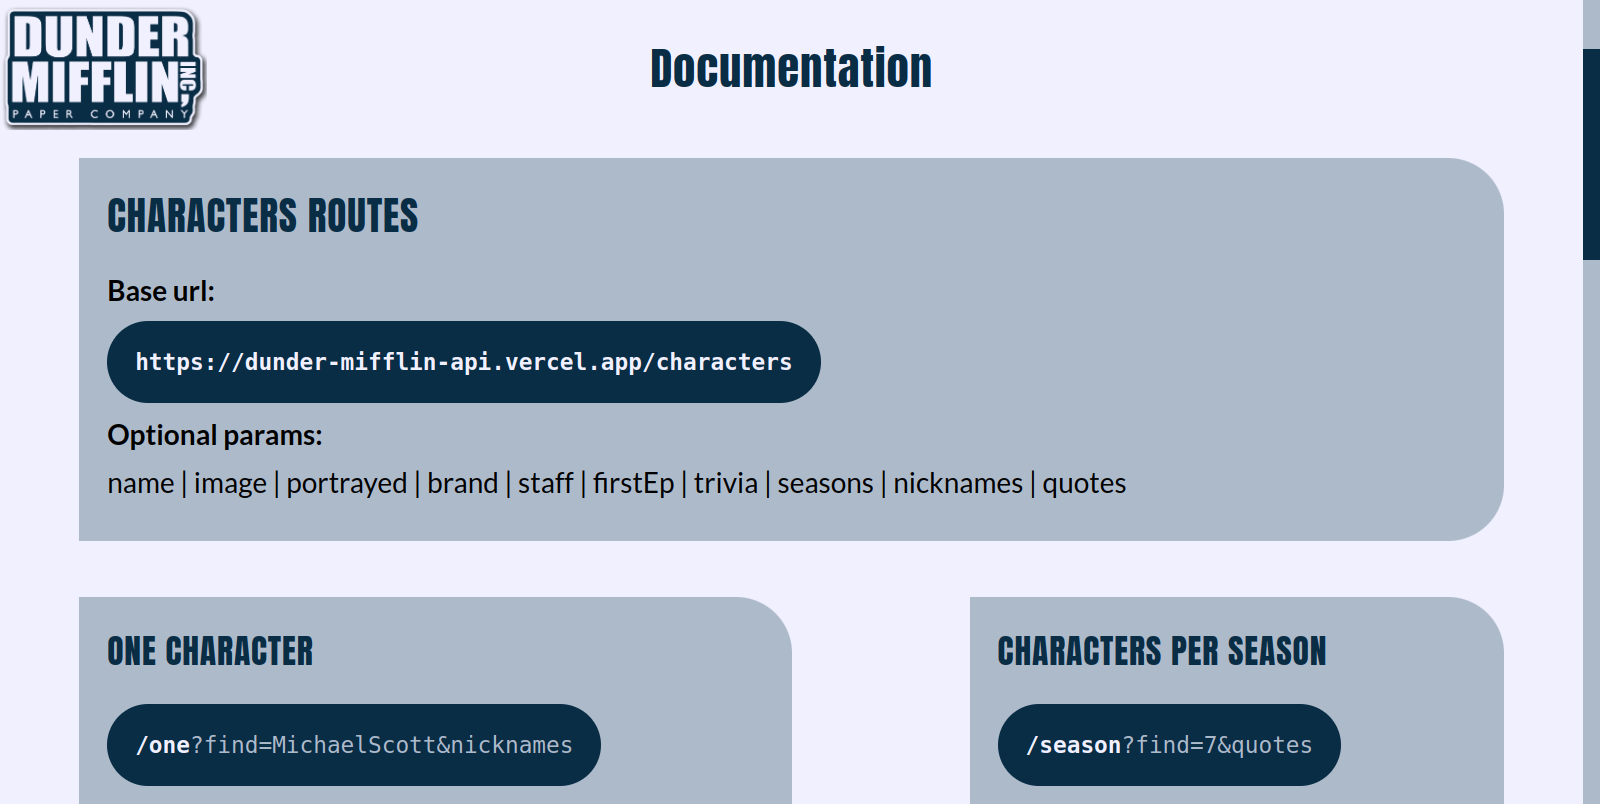 DUNDER
MIFFLIN INC,
PAPER COMPANY
Documentation
CHARACTERS ROUTES
Base url:
https://dunder-mifflin-api.vercel.app/characters
Optional params:
name | image | portrayed | brand | staff | firstEp | trivia | seasons | nicknames | quotes
ONE CHARACTER
/one?find=MichaelScott&nicknames
CHARACTERS PER SEASON
/season?find=7&quotes